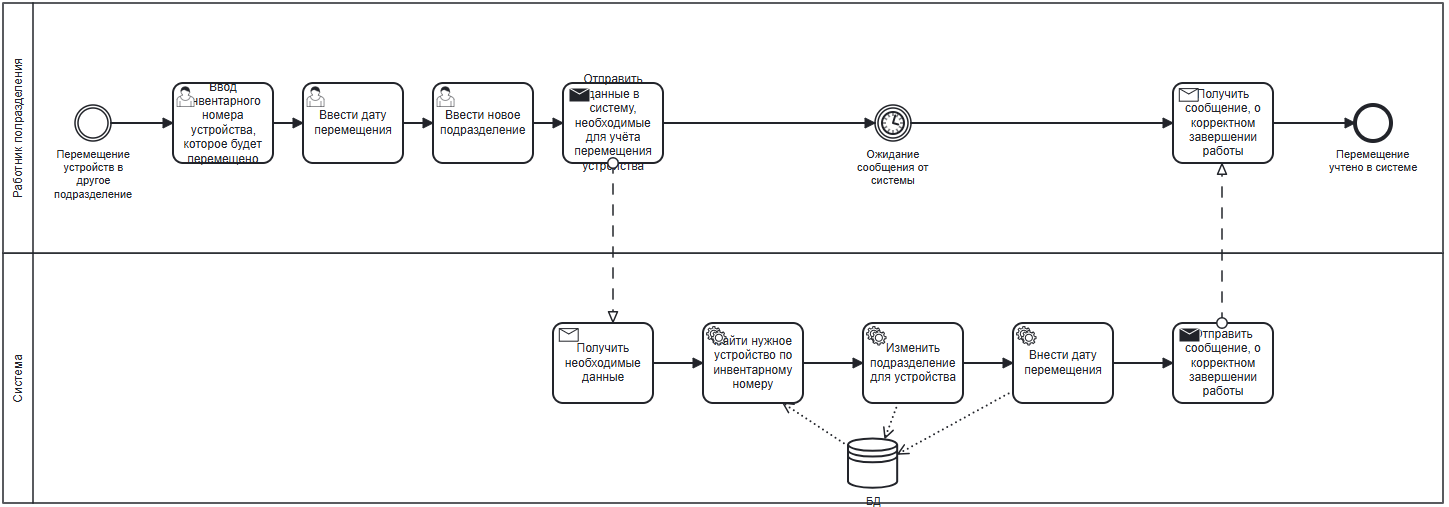 Работник попразделения
Перемещение
устройств в
другое
подразделение
Ввод
инвентарного
номера
устройства,
которое будет
перемещено
Ввести дату
перемещения
Ввести новое
подразделение
Отправить
данные в
систему,
необходимые
для учёта
перемещения
устройства
Ожидание
сообщения от
системы
Получить
сообщение, о
корректном
завершении
работы
Перемещение
учтено в системе
Система
Получить
необходимые
данные
Найти нужное
устройство по
инвентарному
номеру
Изменить
подразделение
для устройства
Внести дату
перемещения
Отправить
сообщение, о
корректном
завершении
работы
БД